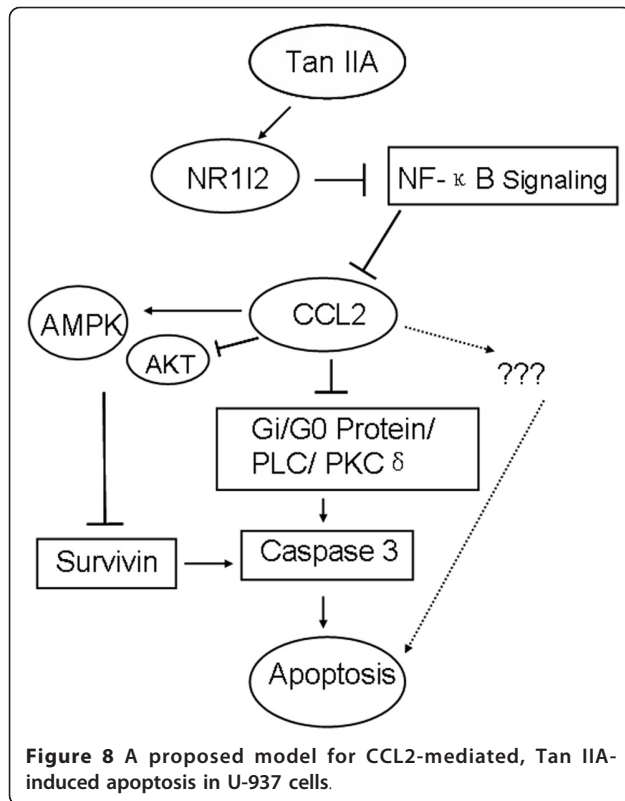 Tan IIA
NR1I2
NF-κB Signaling
CCL2
AMPK
AKT
???
Gi/G0 Protein/
PLC/ PKC δ
Survivin
Caspase 3
Apoptosis
Figure 8 A proposed model for CCL2-mediated, Tan IIA-
induced apoptosis in U-937 cells.